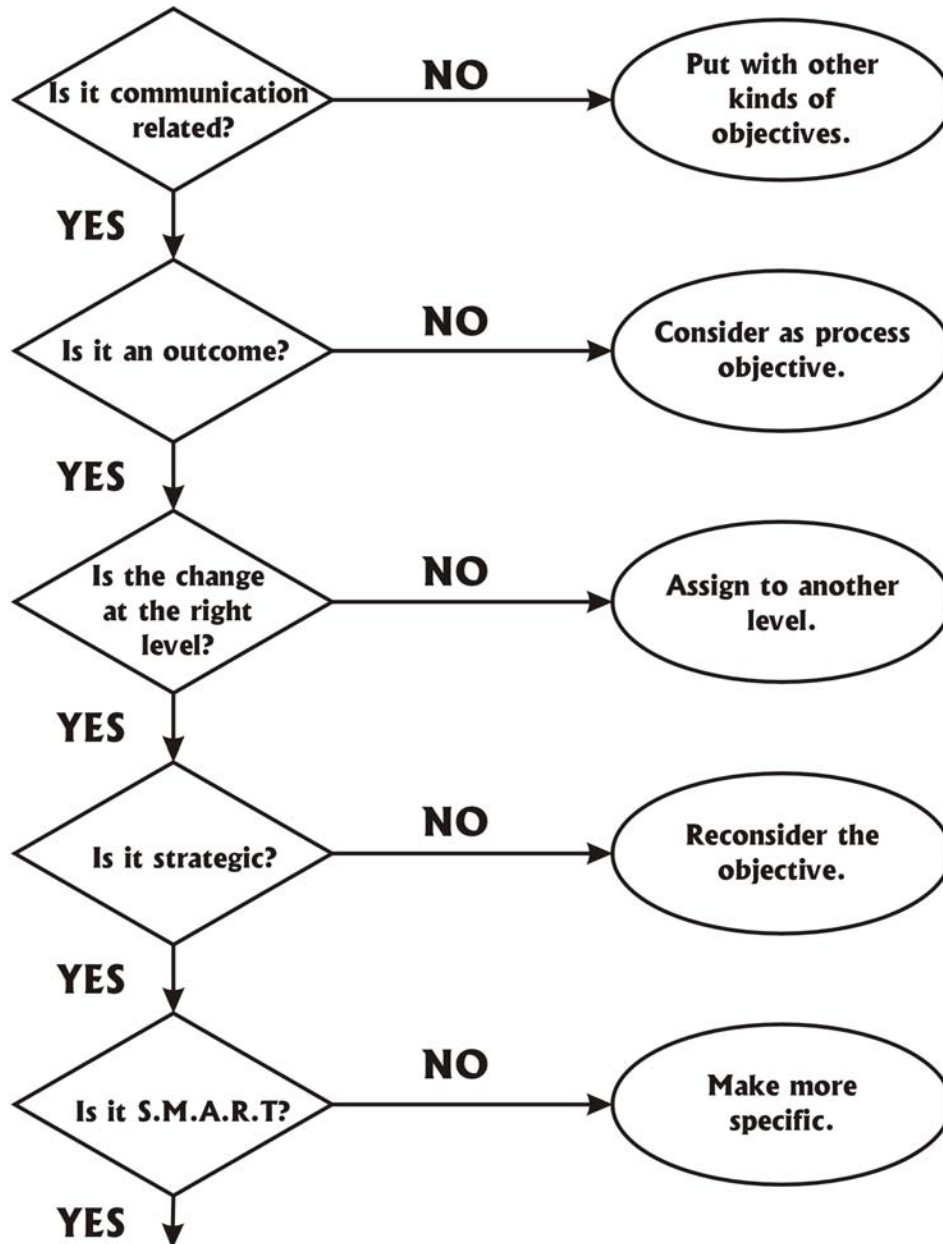 Is it communication
related?
NO
Put with other
kinds of
objectives.
YES
Is it an outcome?
NO
Consider as process
objective.
YES
Is the change
at the right
level?
NO
Assign to another
level.
YES
Is it strategic?
NO
Reconsider the
objective.
YES
Is it S.M.A.R.T?
NO
Make more
specific.
YES